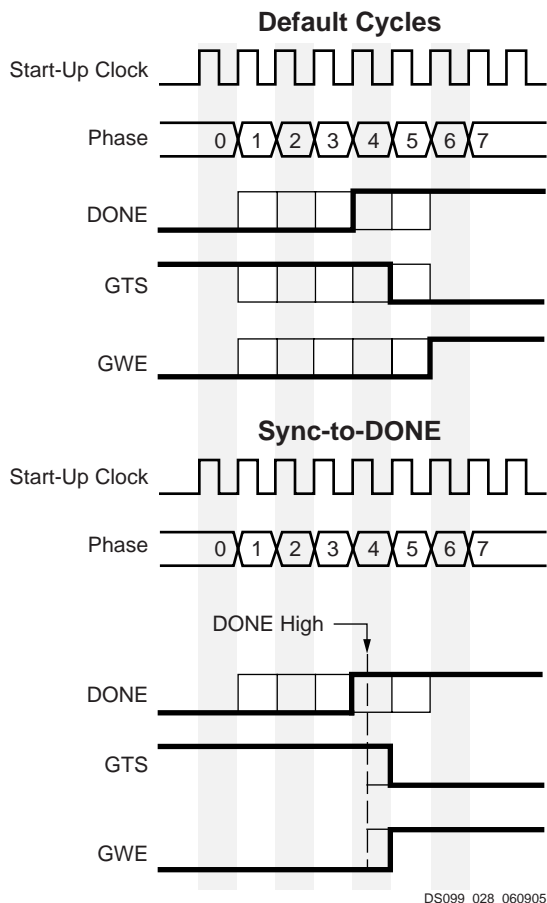 Default Cycles
Start-Up Clock
Phase
0 1 2 3 4 5 6 7
DONE
GTS
GWE
Sync-to-DONE
Start-Up Clock
Phase
0 1 2 3 4 5 6 7
DONE High
DONE
GTS
GWE
DS099_028_060905